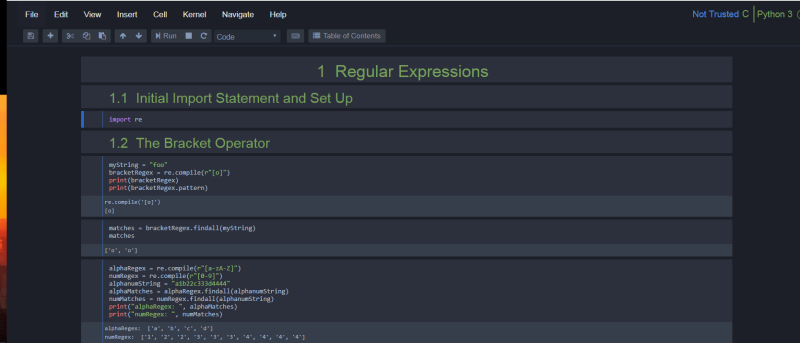 File Edit View Insert Cell Kernel Navigate Help Not Trusted C Python 3
Run Code Table of Contents
1 Regular Expressions
1.1 Initial Import Statement and Set Up
import re
1.2 The Bracket Operator
myString = "foo"
bracketRegex = re.compile(r"[o]")
print(bracketRegex)
print(bracketRegex.pattern)
re.compile('[o]')
[o]
matches = bracketRegex.findall(myString)
matches
['o', 'o']
alphaRegex = re.compile(r"[a-zA-Z]")
numRegex = re.compile(r"[0-9]")
alphanumString = "a1b22c333d4444"
alphaMatches = alphaRegex.findall(alphanumString)
numMatches = numRegex.findall(alphanumString)
print("alphaRegex: ", alphaMatches)
print("numRegex: ", numMatches)
alphaRegex:  ['a', 'b', 'c', 'd']
numRegex:  ['1', '2', '2', '3', '3', '3', '4', '4', '4', '4']